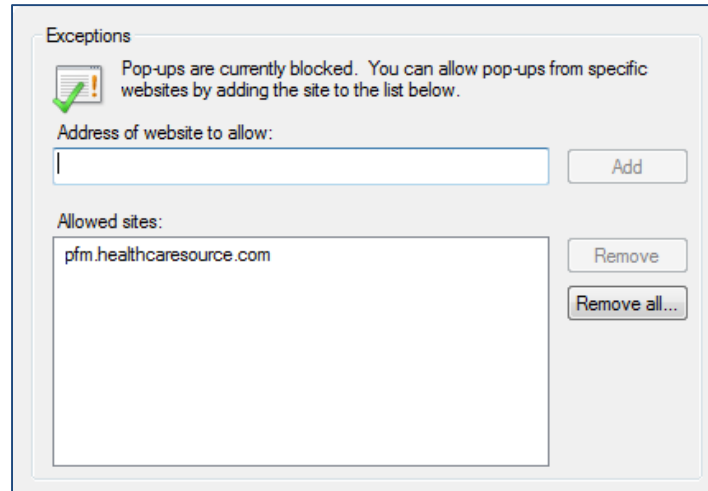 Exceptions
Pop-ups are currently blocked. You can allow pop-ups from specific
websites by adding the site to the list below.
Address of website to allow:
Add
Allowed sites:
pfm.healthcaresource.com
Remove
Remove all...